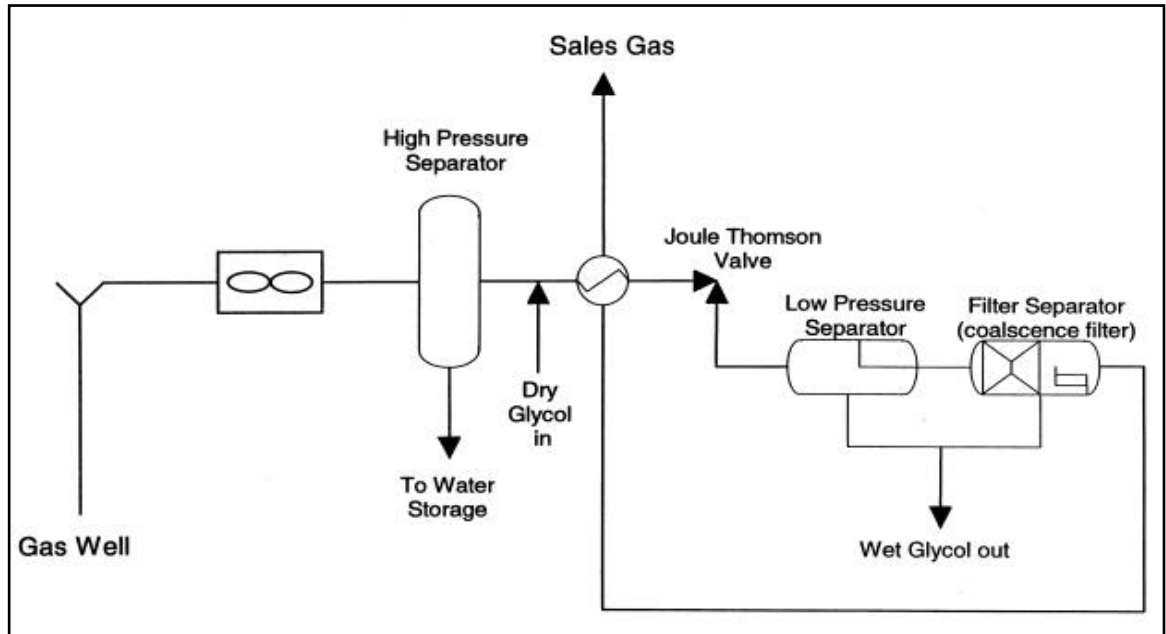 Sales Gas
High Pressure
Separator
Joule Thomson
Valve
Low Pressure
Separator
Filter Separator
(coalscence filter)
Dry
Glycol
in
To Water
Storage
Gas Well
Wet Glycol out